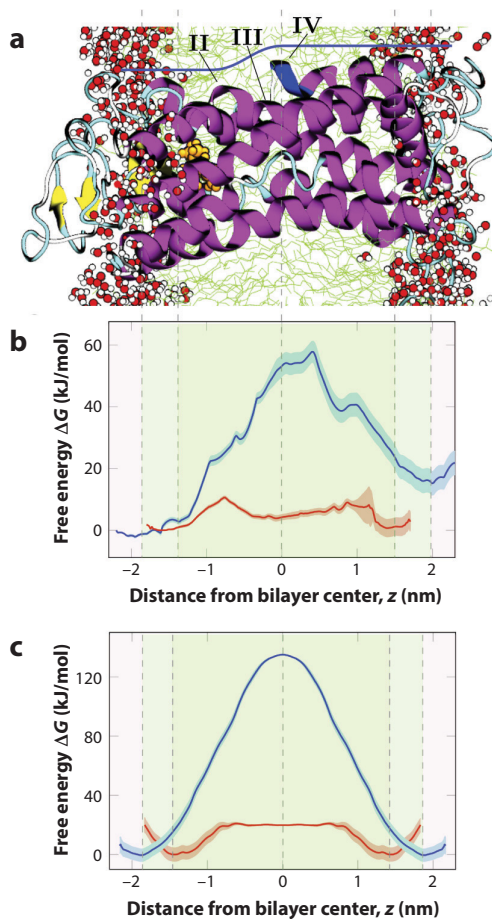 a
II
III
IV
b
Free energy ΔG (kJ/mol)
60
40
20
0
−2
−1
0
1
2
Distance from bilayer center, z (nm)
c
Free energy ΔG (kJ/mol)
120
80
40
0
−2
−1
0
1
2
Distance from bilayer center, z (nm)